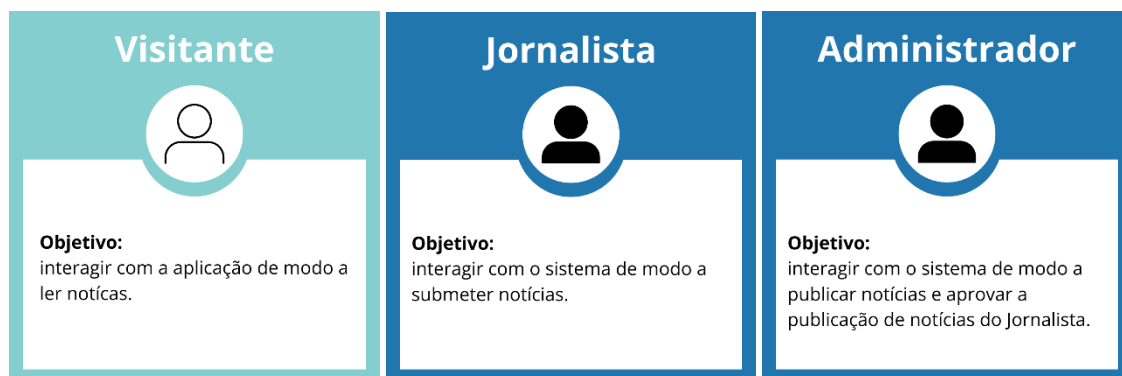 Visitante
Objetivo:
interagir com a aplicação de modo a
ler notícas.
Jornalista
Objetivo:
interagir com o sistema de modo a
submeter notícias.
Administrador
Objetivo:
interagir com o sistema de modo a
publicar notícias e aprovar a
publicação de notícias do Jornalista.